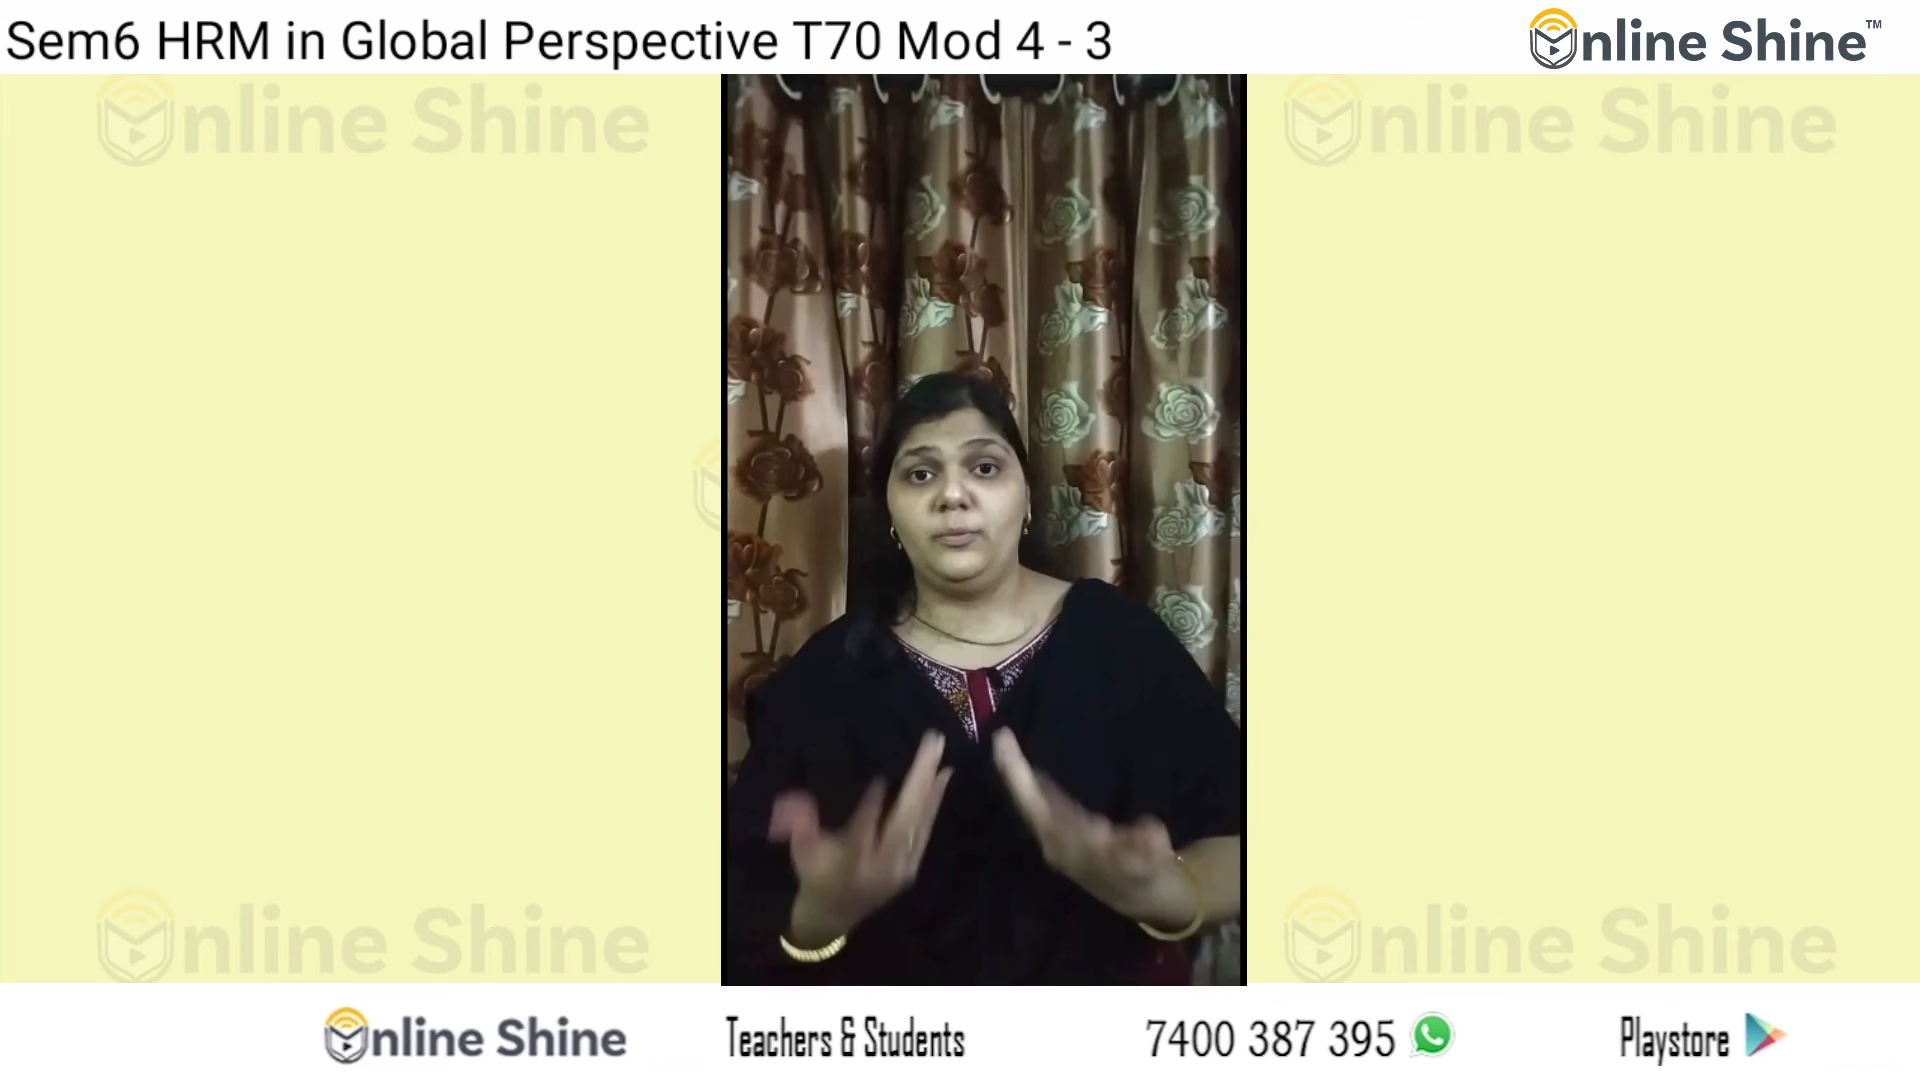 Sem6 HRM in Global Perspective T70 Mod 4 - 3
Online Shine™
Online Shine
Online Shine
Online Shine
Online Shine
Online Shine
Teachers & Students
7400 387 395
Playstore